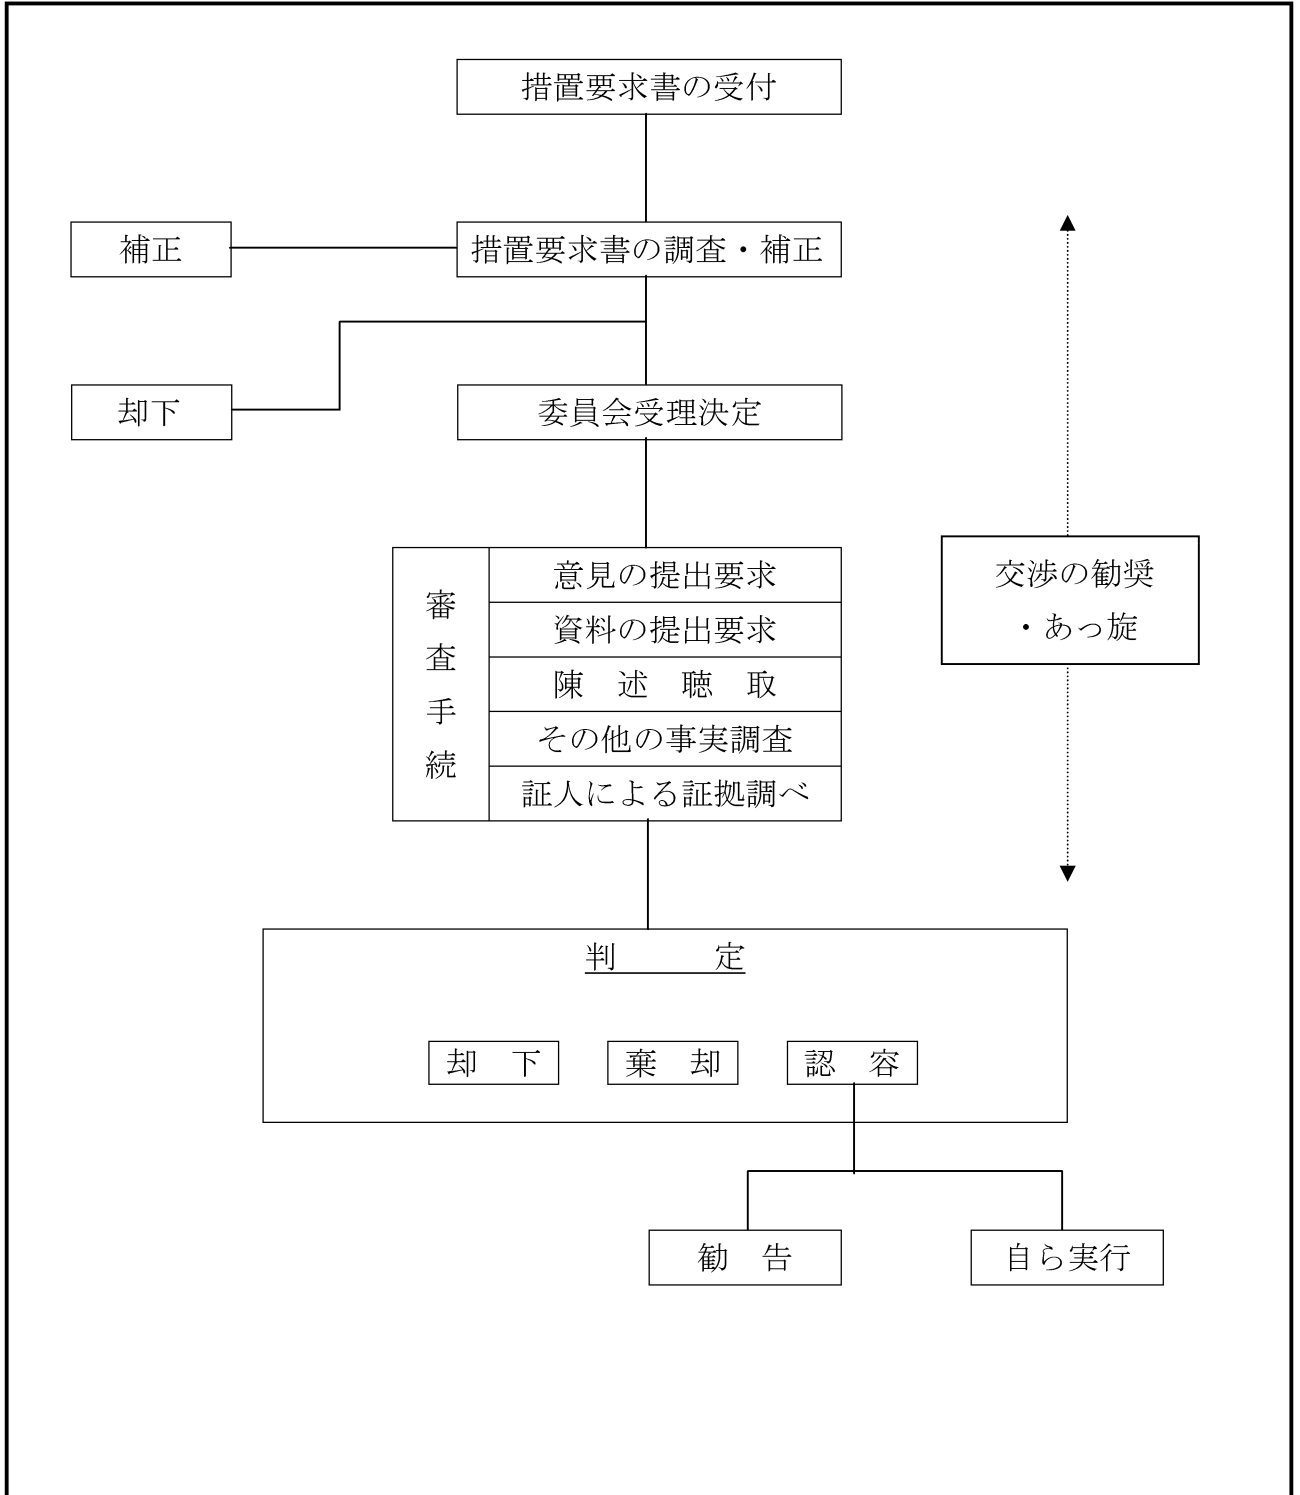 措置要求書の受付
補正
措置要求書の調査・補正
却下
委員会受理決定
審査手続
意見の提出要求
資料の提出要求
陳　述　聴　取
その他の事実調査
証人による証拠調べ
交渉の勧奨
・あっ旋
判　　　定
却　下
棄　却
認　容
勧　告
自ら実行